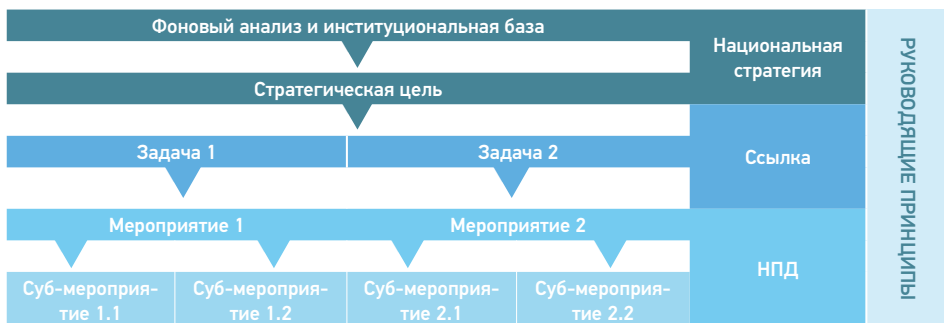 Фоновый анализ и институциональная база
Национальная
стратегия
Стратегическая цель
Задача 1
Задача 2
Ссылка
Мероприятие 1
Мероприятие 2
НПД
Суб-мероприя-
тие 1.1
Суб-мероприя-
тие 1.2
Суб-мероприя-
тие 2.1
Суб-мероприя-
тие 2.2
РУКОВОДЯЩИЕ ПРИНЦИПЫ